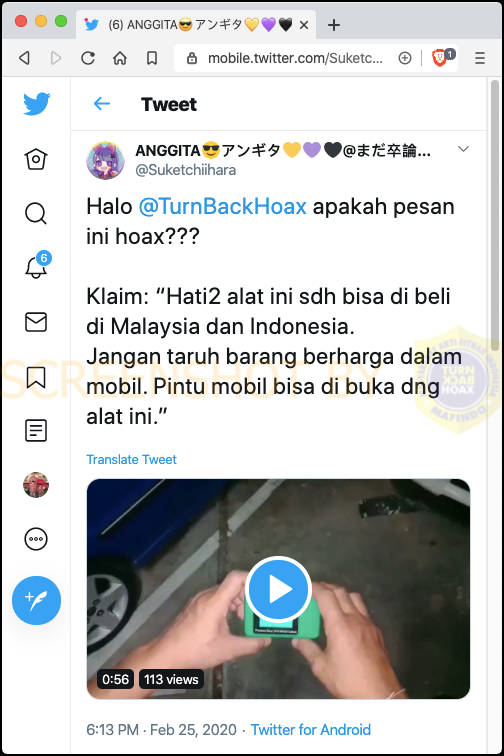 (6) ANGGITA😎アンギタ💛💜🖤
mobile.twitter.com/Suketc...
1
Tweet
ANGGITA😎アンギタ💛💜🖤@まだ卒論...
@Suketchiihara
Halo @TurnBackHoax apakah pesan
ini hoax???
6
Klaim: “Hati2 alat ini sdh bisa di beli
di Malaysia dan Indonesia.
Jangan taruh barang berharga dalam
mobil. Pintu mobil bisa di buka dng
alat ini.”
SCREENSHOT BY
TURN
BACK
HOAX
MAFINDO
Translate Tweet
0:56
113 views
6:13 PM · Feb 25, 2020 · Twitter for Android